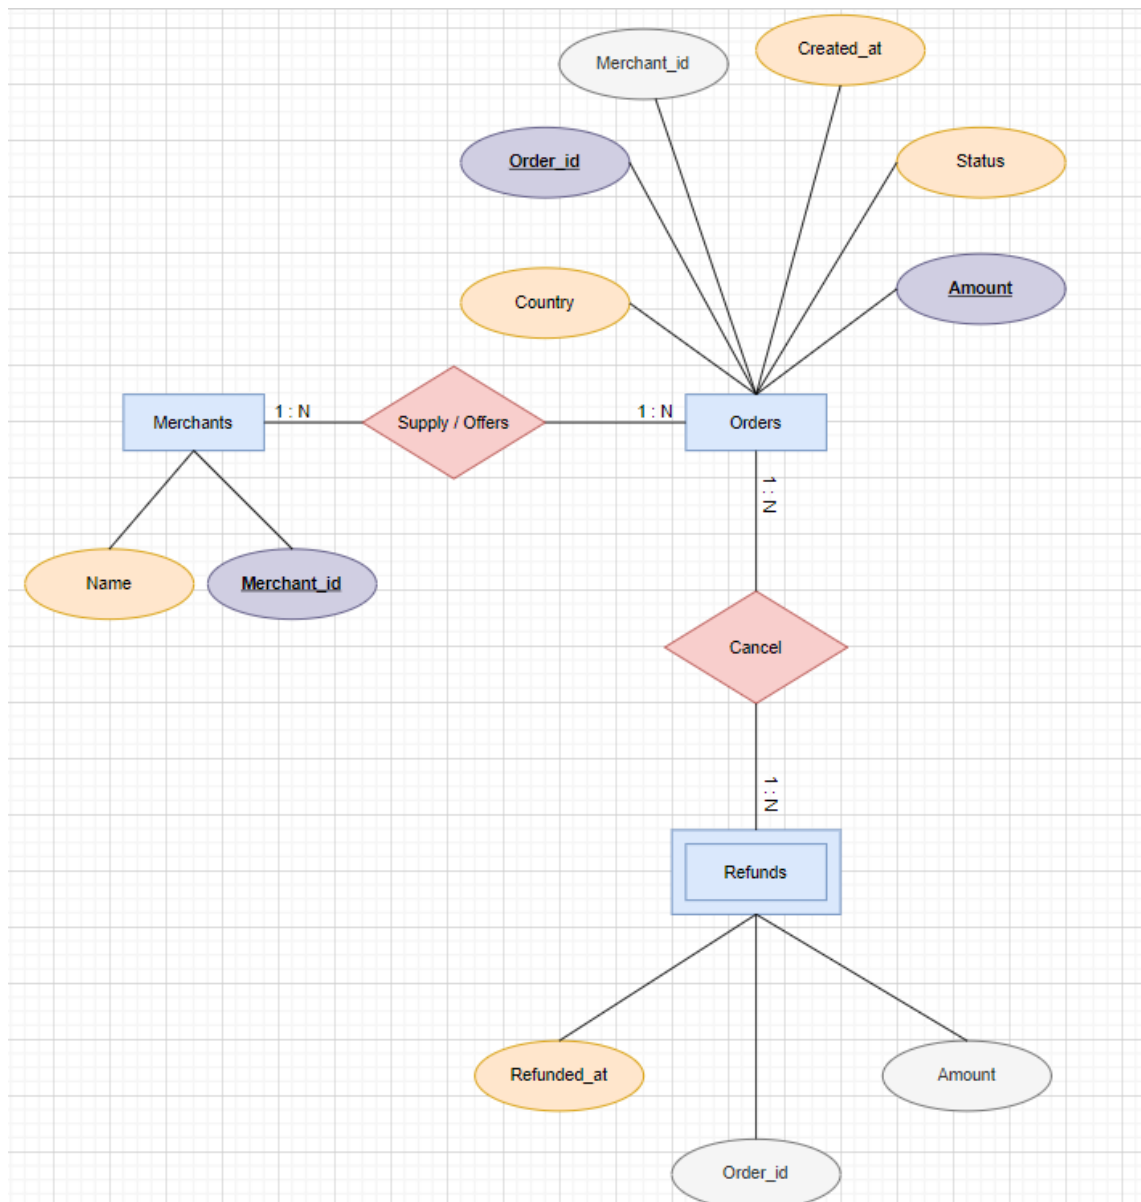 Created_at
Merchant_id
Order_id
Status
Country
Amount
Merchants
1 : N
Supply / Offers
1 : N
Orders
1 : N
Name
Merchant_id
Cancel
1 : N
Refunds
Refunded_at
Amount
Order_id